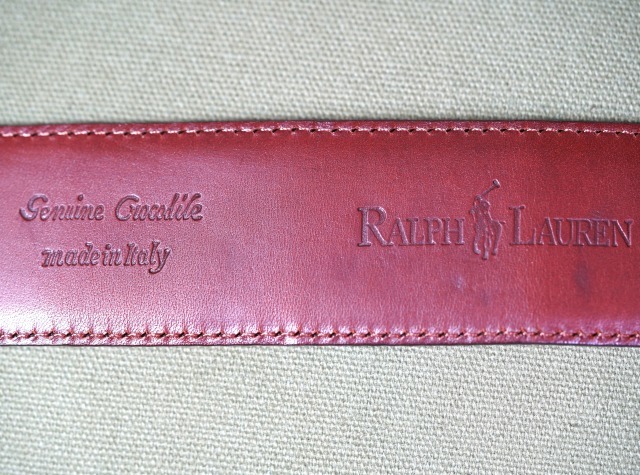 Genuine Crocodile
made in Italy
RALPH LAUREN